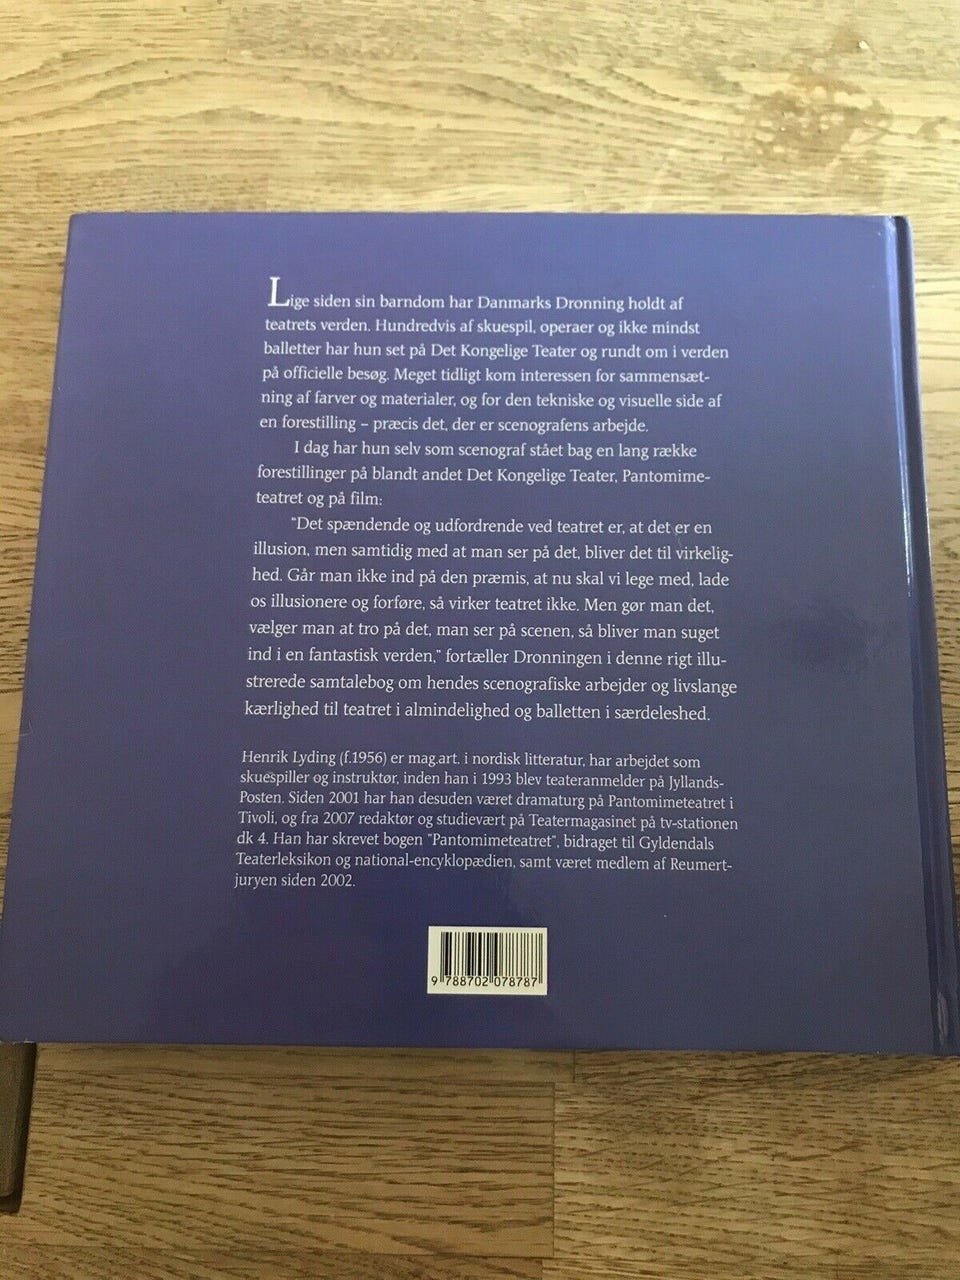 Lige siden sin barndom har Danmarks Dronning holdt af
teatrets verden. Hundredvis af skuespil, operaer og ikke mindst
balletter har hun set på Det Kongelige Teater og rundt om i verden
på officielle besøg. Meget tidligt kom interessen for sammensæt-
ning af farver og materialer, og for den tekniske og visuelle side af
en forestilling – præcis det, der er scenografens arbejde.
I dag har hun selv som scenograf stået bag en lang række
forestillinger på blandt andet Det Kongelige Teater, Pantomime-
teatret og på film:
"Det spændende og udfordrende ved teatret er, at det er en
illusion, men samtidig med at man ser på det, bliver det til virkelig-
hed. Går man ikke ind på den præmis, at nu skal vi lege med, lade
os illusionere og forføre, så virker teatret ikke. Men gør man det,
vælger man at tro på det, man ser på scenen, så bliver man suget
ind i en fantastisk verden," fortæller Dronningen i denne rigt illu-
strerede samtalebog om hendes scenografiske arbejder og livslange
kærlighed til teatret i almindelighed og balletten i særdeleshed.
Henrik Lyding (f.1956) er mag.art. i nordisk litteratur, har arbejdet som
skuespiller og instruktør, inden han i 1993 blev teateranmelder på Jyllands-
Posten. Siden 2001 har han desuden været dramaturg på Pantomimeteatret i
Tivoli, og fra 2007 redaktør og studievært på Teatermagasinet på tv-stationen
dk 4. Han har skrevet bogen "Pantomimeteatret", bidraget til Gyldendals
Teaterleksikon og national-encyklopædien, samt været medlem af Reumert-
juryen siden 2002.
9 788702 078787